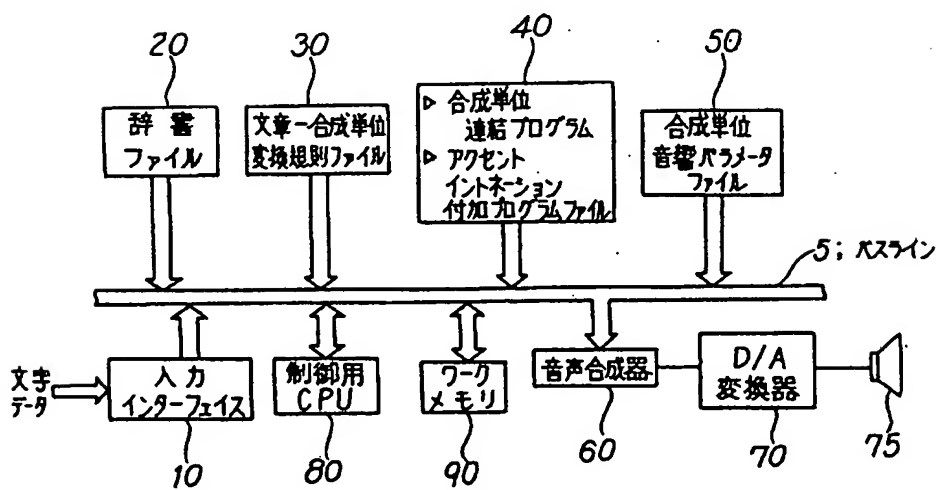 20
30
40
50
辞書
ファイル
文章−合成単位
変換規則ファイル
▷ 合成単位
連結プログラム
▷ アクセント
イントネーション
付加プログラムファイル
合成単位
音響パラメータ
ファイル
5; バスライン
文字
データ
入力
インターフェイス
制御用
CPU
ワーク
メモリ
音声合成器
D/A
変換器
10
80
90
60
70
75